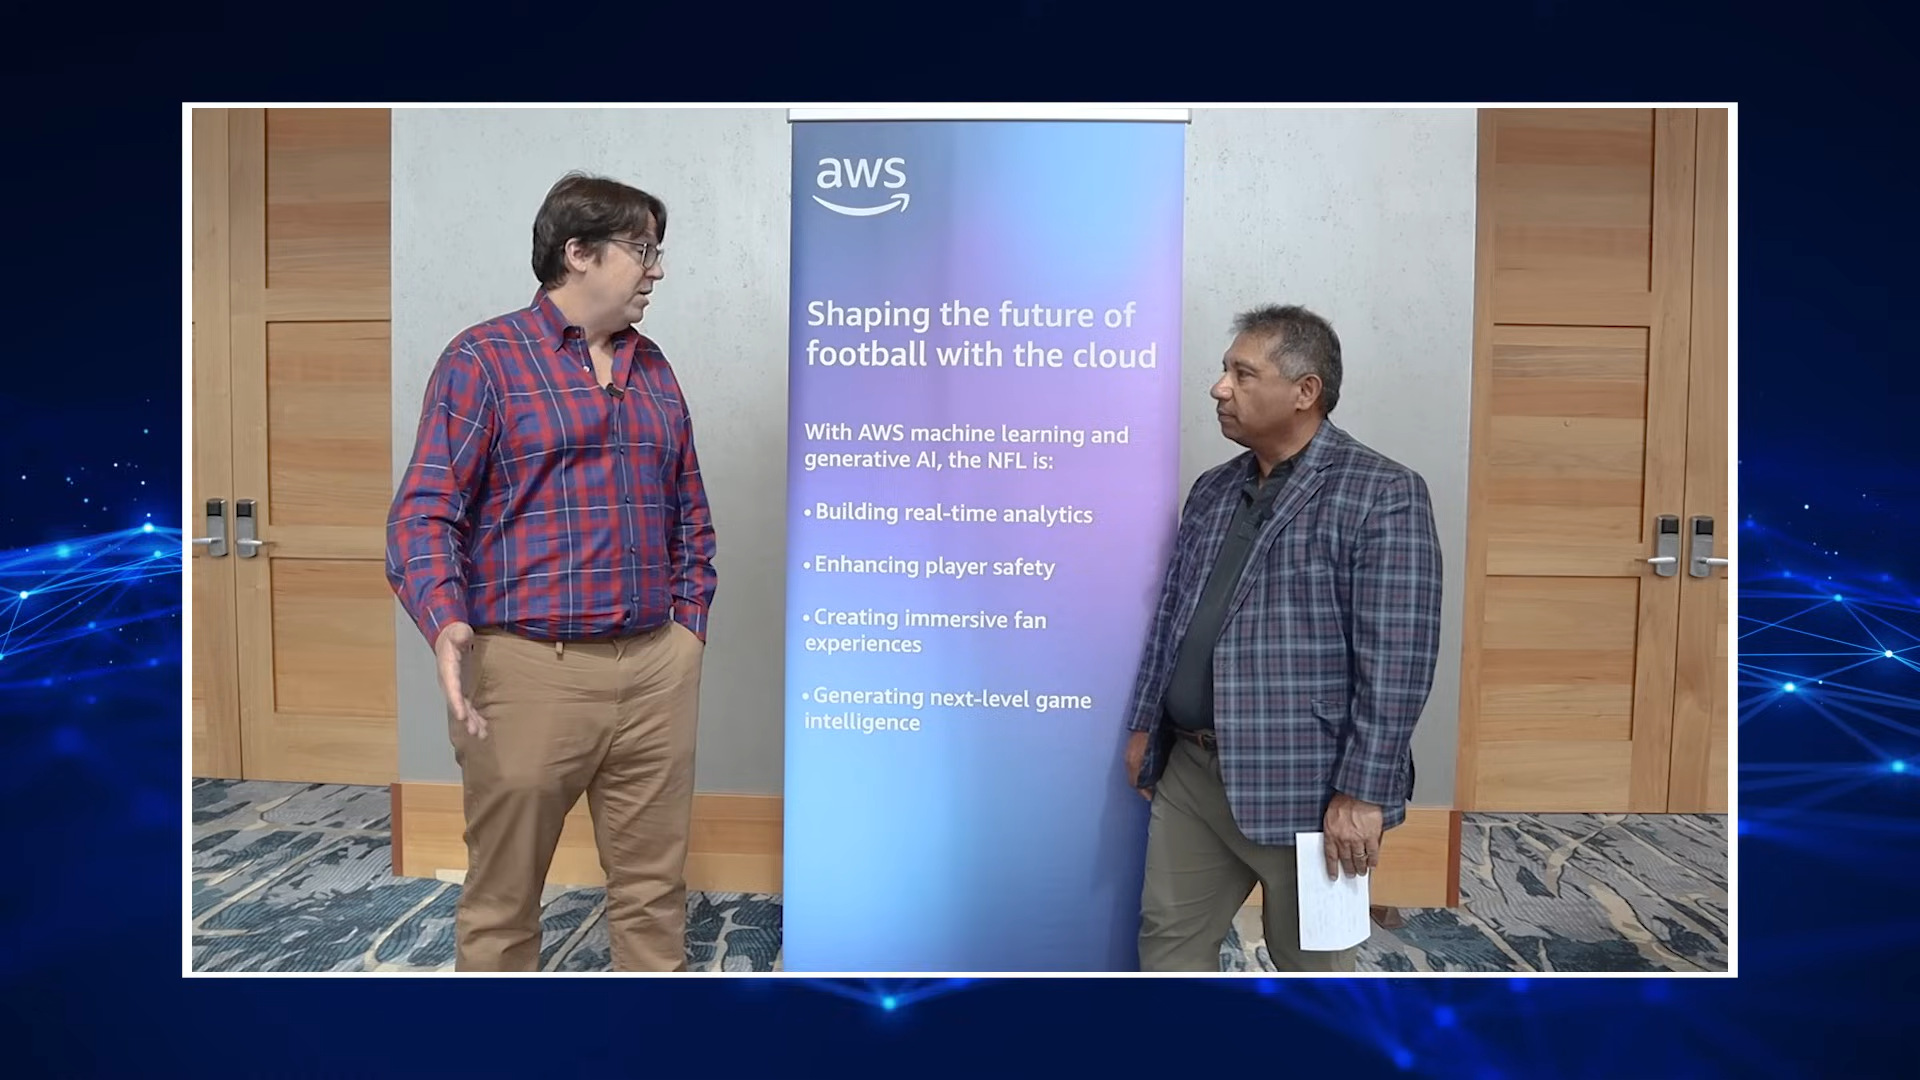 aws
Shaping the future of
football with the cloud
With AWS machine learning and
generative AI, the NFL is:
• Building real-time analytics
• Enhancing player safety
• Creating immersive fan
experiences
• Generating next-level game
intelligence